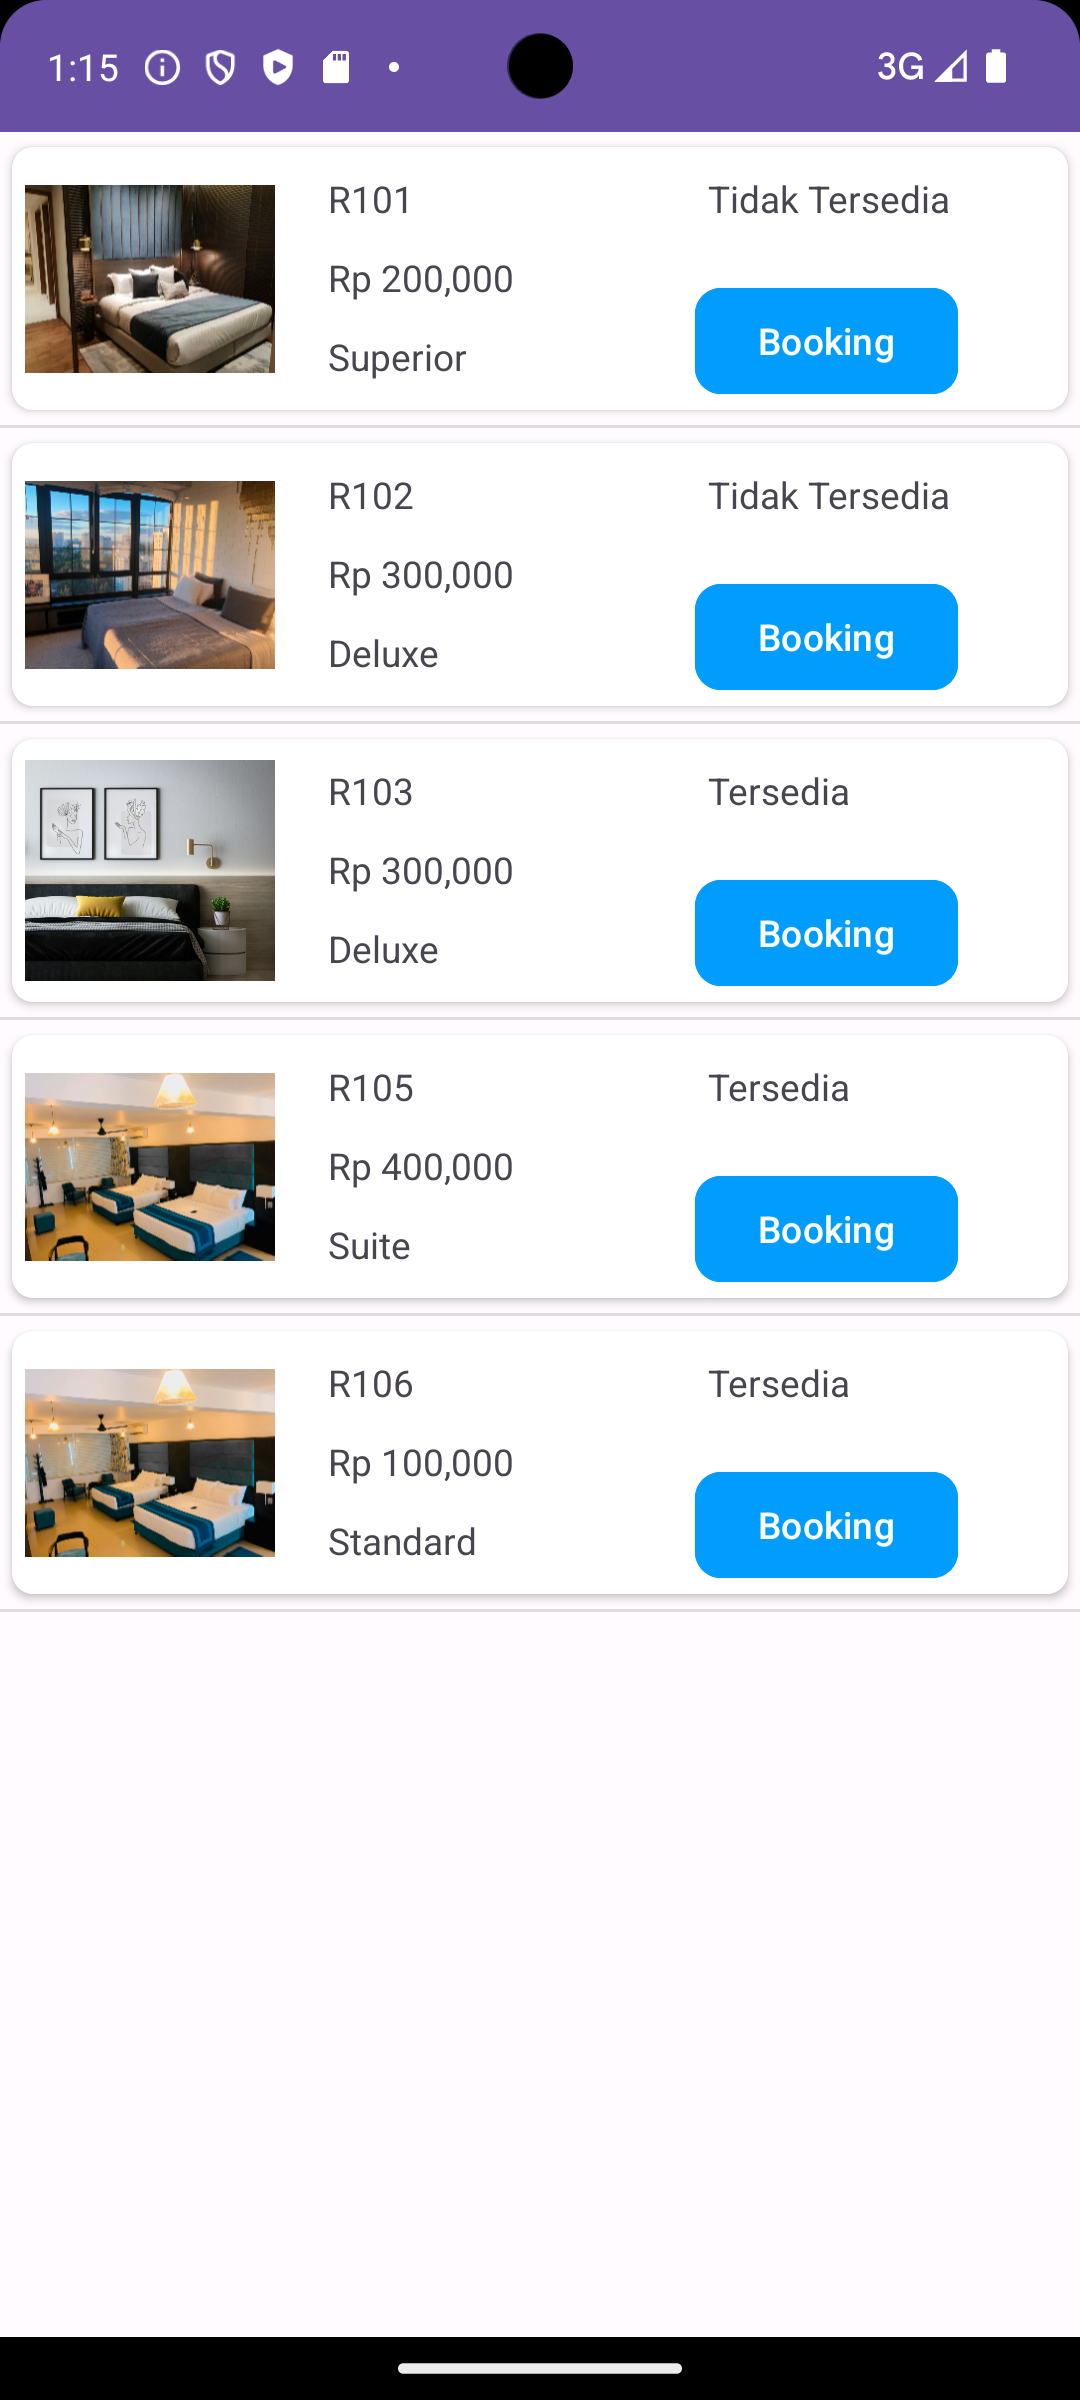 1:15
3G
R101
Tidak Tersedia
Rp 200,000
Superior
Booking
R102
Tidak Tersedia
Rp 300,000
Deluxe
Booking
R103
Tersedia
Rp 300,000
Deluxe
Booking
R105
Tersedia
Rp 400,000
Suite
Booking
R106
Tersedia
Rp 100,000
Standard
Booking